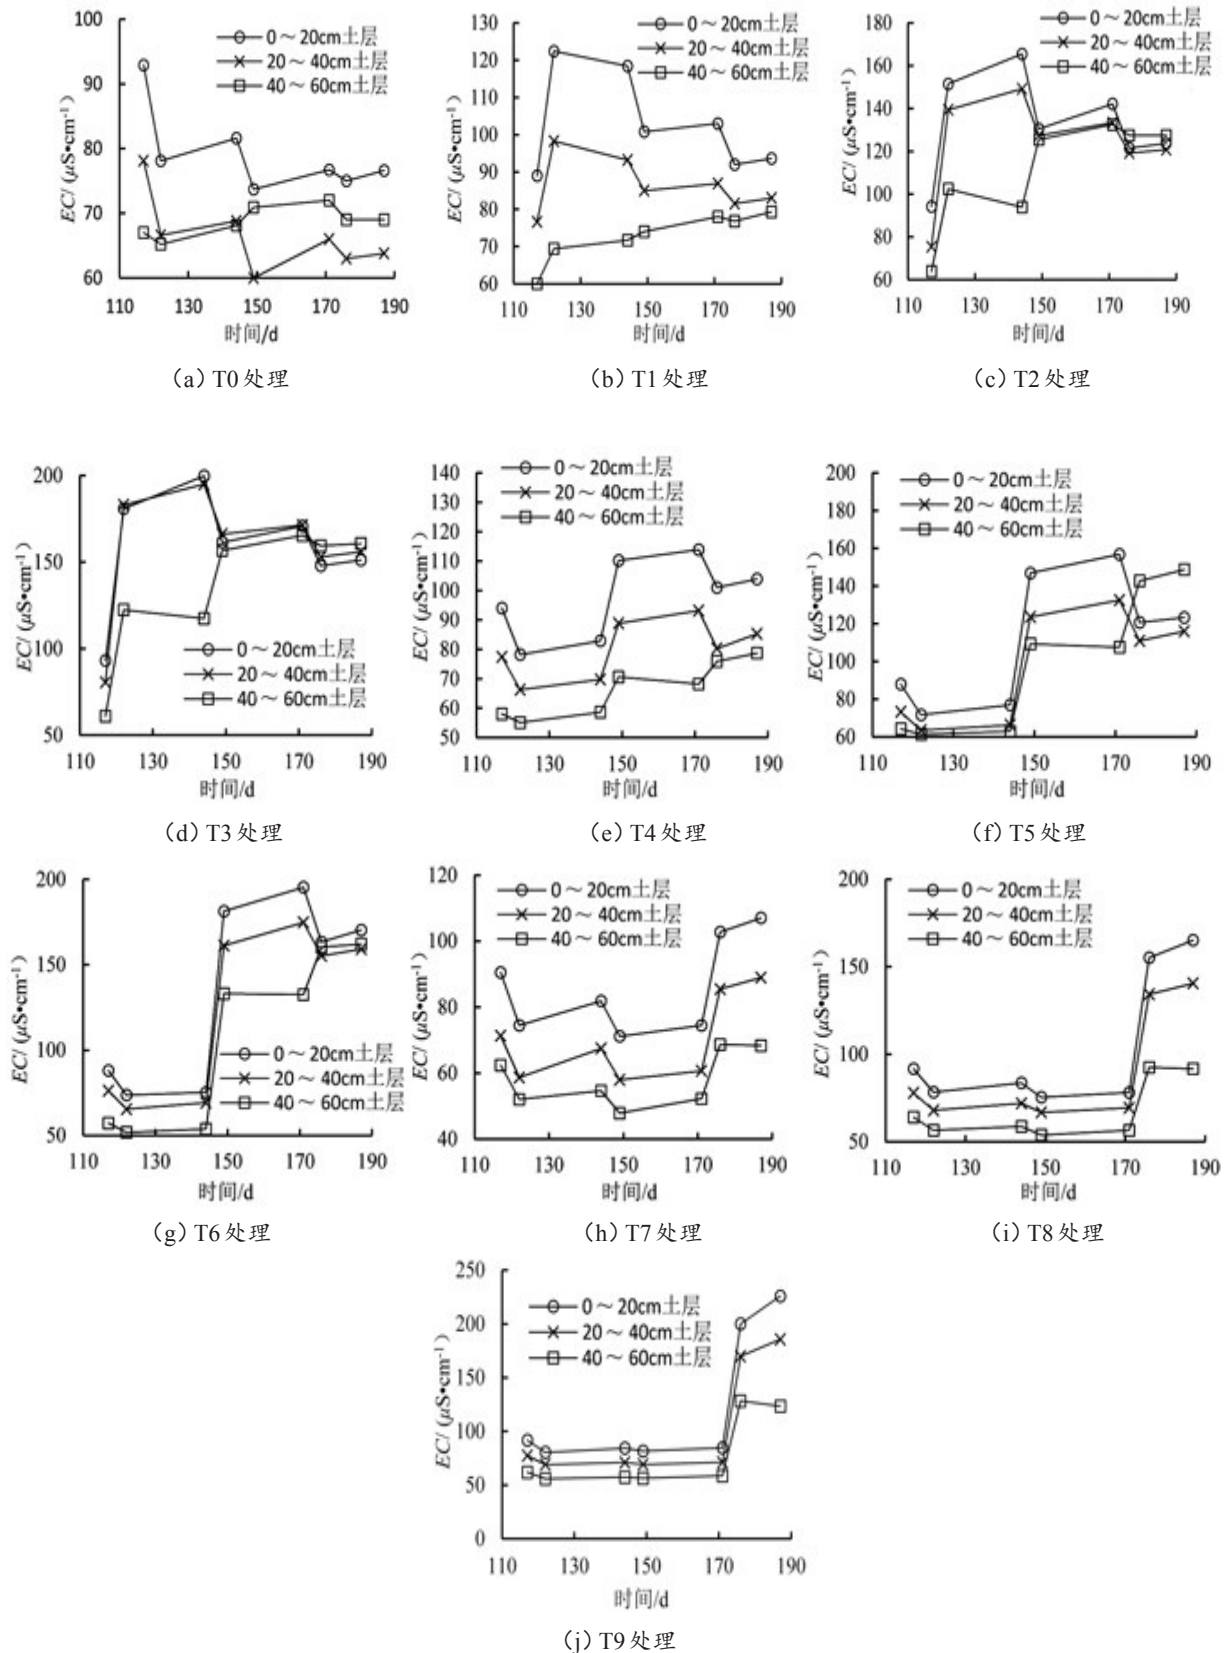 EC/ (μS•cm⁻¹)
100
90
80
70
60
0～20cm土层
20～40cm土层
40～60cm土层
110 130 150 170 190
时间/d
(a) T0处理
EC/ (μS•cm⁻¹)
130
120
110
100
90
80
70
60
0～20cm土层
20～40cm土层
40～60cm土层
110 130 150 170 190
时间/d
(b) T1处理
EC/ (μS•cm⁻¹)
180
160
140
120
100
80
60
0～20cm土层
20～40cm土层
40～60cm土层
110 130 150 170 190
时间/d
(c) T2处理
EC/ (μS•cm⁻¹)
200
150
100
50
0～20cm土层
20～40cm土层
40～60cm土层
110 130 150 170 190
时间/d
(d) T3处理
EC/ (μS•cm⁻¹)
140
130
120
110
100
90
80
70
60
50
0～20cm土层
20～40cm土层
40～60cm土层
110 130 150 170 190
时间/d
(e) T4处理
EC/ (μS•cm⁻¹)
200
180
160
140
120
100
80
60
0～20cm土层
20～40cm土层
40～60cm土层
110 130 150 170 190
时间/d
(f) T5处理
EC/ (μS•cm⁻¹)
200
150
100
50
0～20cm土层
20～40cm土层
40～60cm土层
110 130 150 170 190
时间/d
(g) T6处理
EC/ (μS•cm⁻¹)
120
100
80
60
40
0～20cm土层
20～40cm土层
40～60cm土层
110 130 150 170 190
时间/d
(h) T7处理
EC/ (μS•cm⁻¹)
200
150
100
50
0～20cm土层
20～40cm土层
40～60cm土层
110 130 150 170 190
时间/d
(i) T8处理
EC/ (μS•cm⁻¹)
250
200
150
100
50
0
0～20cm土层
20～40cm土层
40～60cm土层
110 130 150 170 190
时间/d
(j) T9处理